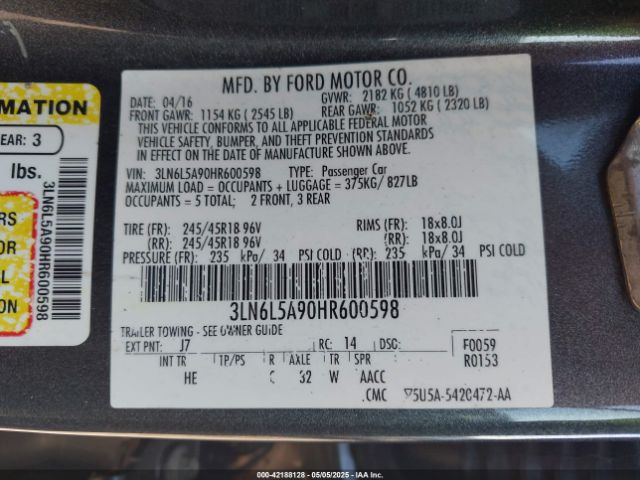 MFD. BY FORD MOTOR CO.
DATE: 04/16 GVWR: 2182 KG ( 4810 LB)
FRONT GAWR: 1154 KG ( 2545 LB) REAR GAWR: 1052 KG ( 2320 LB)
THIS VEHICLE CONFORMS TO ALL APPLICABLE FEDERAL MOTOR
VEHICLE SAFETY, BUMPER, AND THEFT PREVENTION STANDARDS
IN EFFECT ON THE DATE OF MANUFACTURE SHOWN ABOVE.
VIN: 3LN6L5A90HR600598 TYPE: Passenger Car
MAXIMUM LOAD = OCCUPANTS + LUGGAGE = 375KG/ 827LB
OCCUPANTS = 5 TOTAL; 2 FRONT, 3 REAR
TIRE (FR): 245/45R18 96V RIMS (FR): 18x8.0J
(RR): 245/45R18 96V (RR): 18x8.0J
PRESSURE (FR): 235 kPa/ 34 PSI COLD (RR): 235 kPa/ 34 PSI COLD
3LN6L5A90HR600598
TRAILER TOWING - SEE OWNER GUIDE
EXT PNT: J7 RC: 14 DSO: F0059
INT TR TP/PS R AXLE TR SPR R0153
HE 32 W AACC
CMC 5U5A-5420472-AA
MATION
EAR: 3
lbs.
3LN6L5A90HR600598
RS
OR
L
ON
000-42188128 - 05/05/2025 - IAAI.com